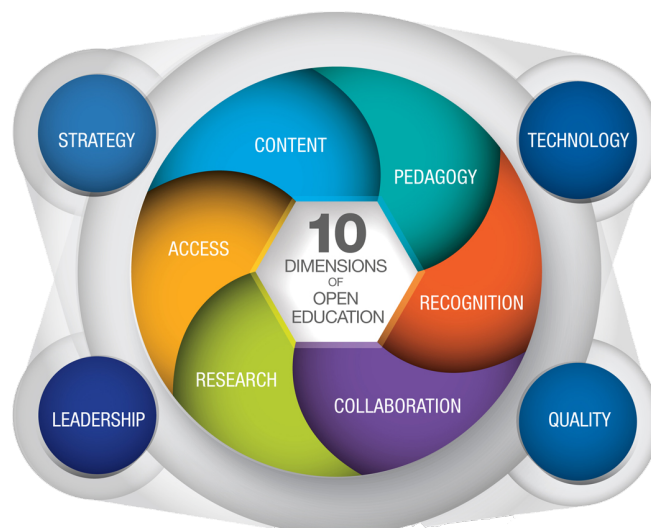 STRATEGY
TECHNOLOGY
CONTENT
PEDAGOGY
ACCESS
10
DIMENSIONS
OF
OPEN
EDUCATION
RECOGNITION
RESEARCH
COLLABORATION
LEADERSHIP
QUALITY